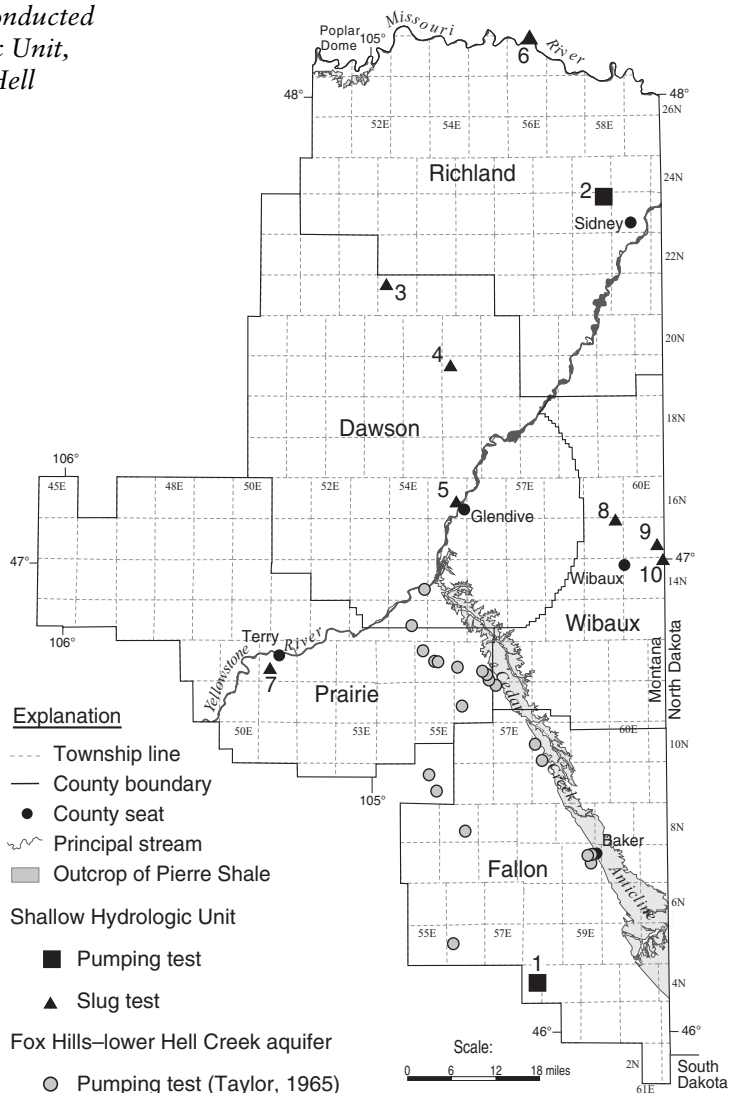 onducted
c Unit,
Hell
Poplar
Dome
105°
Missouri
River
6
48°
48°
26N
52E
54E
56E
58E
Richland
24N
2
Sidney
22N
3
20N
4
18N
Dawson
106°
45E
48E
50E
52E
54E
57E
60E
16N
5
Glendive
8
9
47°
47°
10
14N
Wibaux
Wibaux
106°
Terry
River
Yellowstone
7
Prairie
Cedar
Montana
North Dakota
50E
53E
55E
57E
60E
10N
Creek
105°
8N
Baker
Fallon
Anticline
6N
55E
57E
59E
1
4N
46°
46°
2N
South
Dakota
61E
Explanation
Township line
County boundary
County seat
Principal stream
Outcrop of Pierre Shale
Shallow Hydrologic Unit
Pumping test
Slug test
Fox Hills–lower Hell Creek aquifer
Pumping test (Taylor, 1965)
Scale:
0 6 12 18 miles